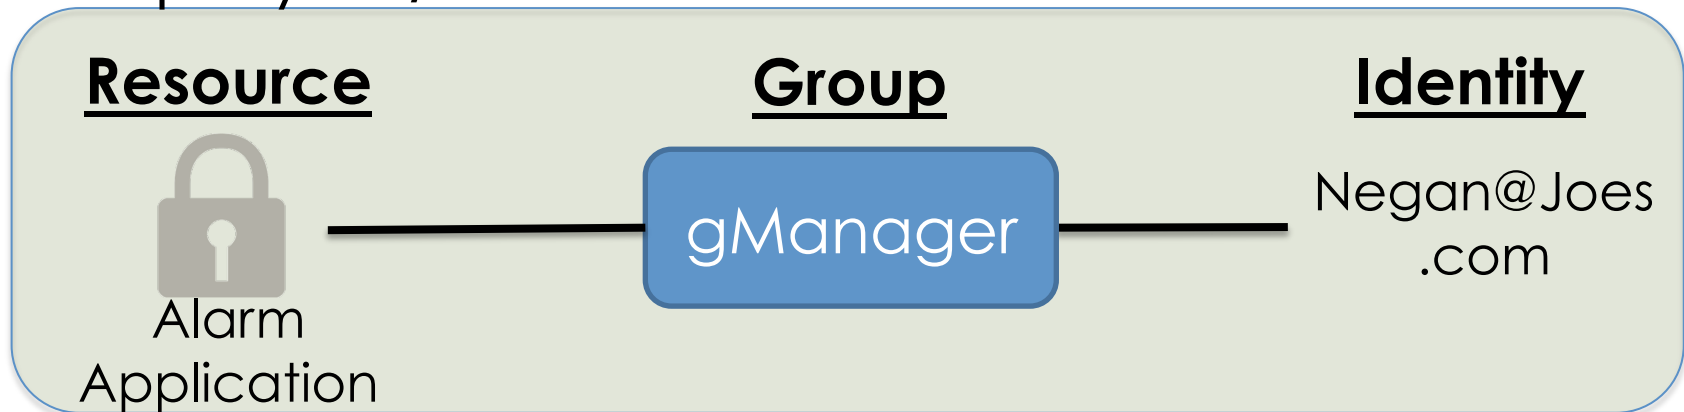 Resource
Group
Identity
gManager
Negan@Joes
.com
Alarm
Application